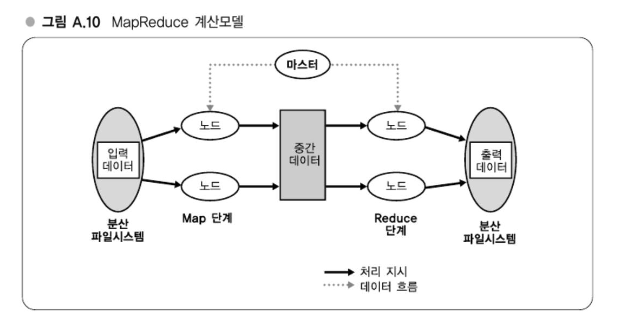 ● 그림 A.10 MapReduce 계산모델
마스터
노드
노드
입력
데이터
중간
데이터
출력
데이터
노드
노드
분산
파일시스템
Map 단계
Reduce
단계
분산
파일시스템
처리 지시
데이터 흐름